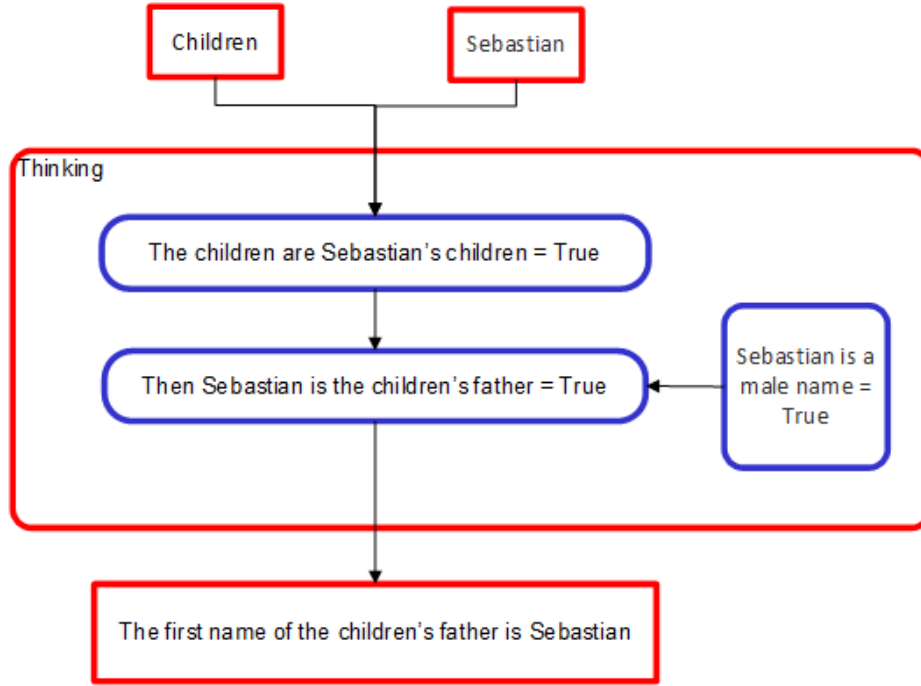 Children
Sebastian
Thinking
The children are Sebastian's children = True
Then Sebastian is the children's father = True
Sebastian is a
male name =
True
The first name of the children's father is Sebastian